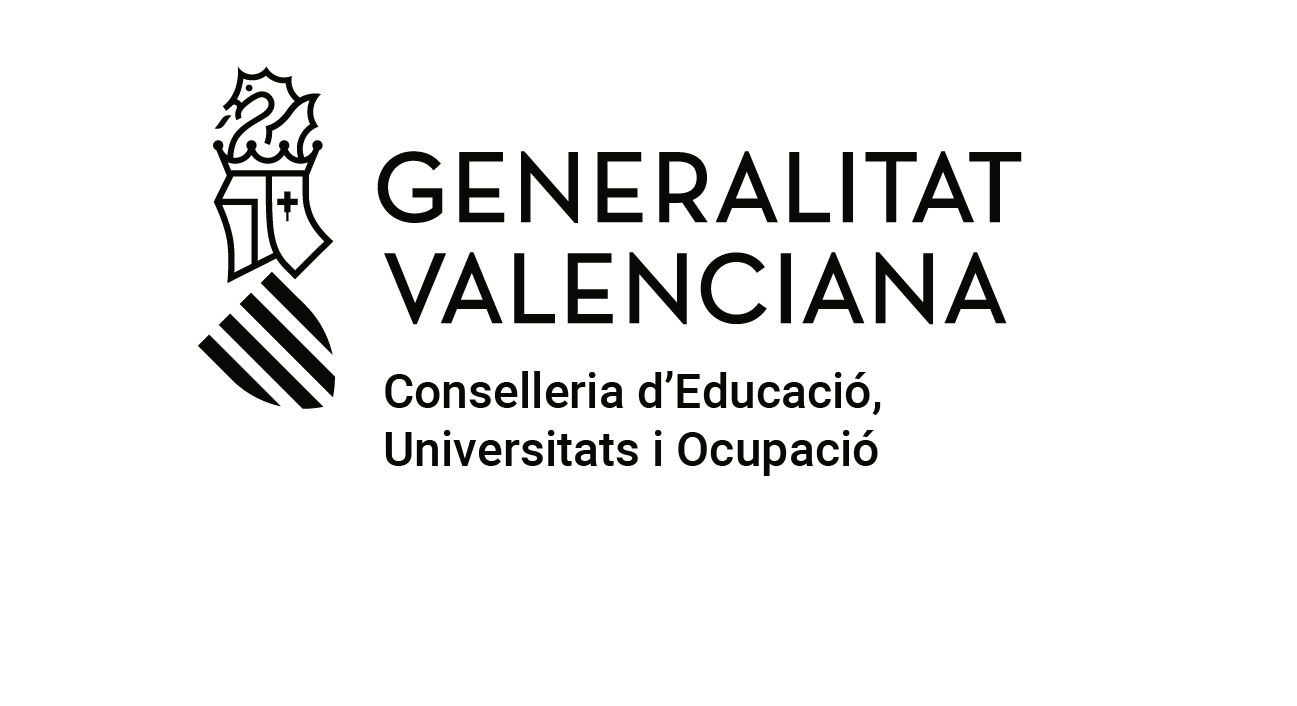 GENERALITAT
VALENCIANA
Conselleria d’Educació,
Universitats i Ocupació